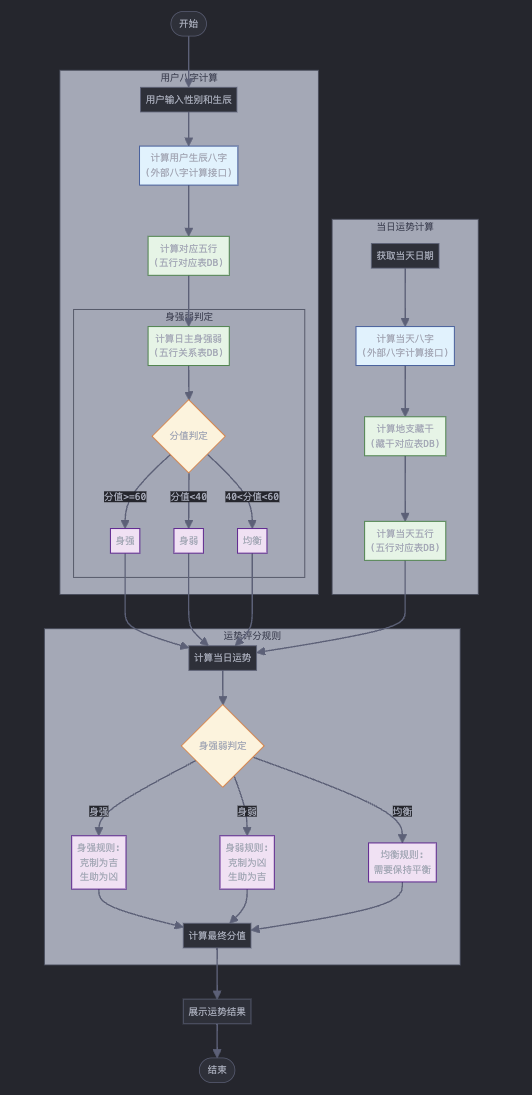 开始
用户八字计算
用户输入性别和生辰
计算用户生辰八字
(外部八字计算接口)
计算对应五行
(五行对应表DB)
身强弱判定
计算日主身强弱
(五行关系表DB)
分值判定
分值>=60
分值<40
40<分值<60
身强
身弱
均衡
当日运势计算
获取当天日期
计算当天八字
(外部八字计算接口)
计算地支藏干
(藏干对应表DB)
计算当天五行
(五行对应表DB)
运势评分规则
计算当日运势
身强弱判定
身强
身弱
均衡
身强规则:
克制为吉
生助为凶
身弱规则:
克制为凶
生助为吉
均衡规则:
需要保持平衡
计算最终分值
展示运势结果
结束